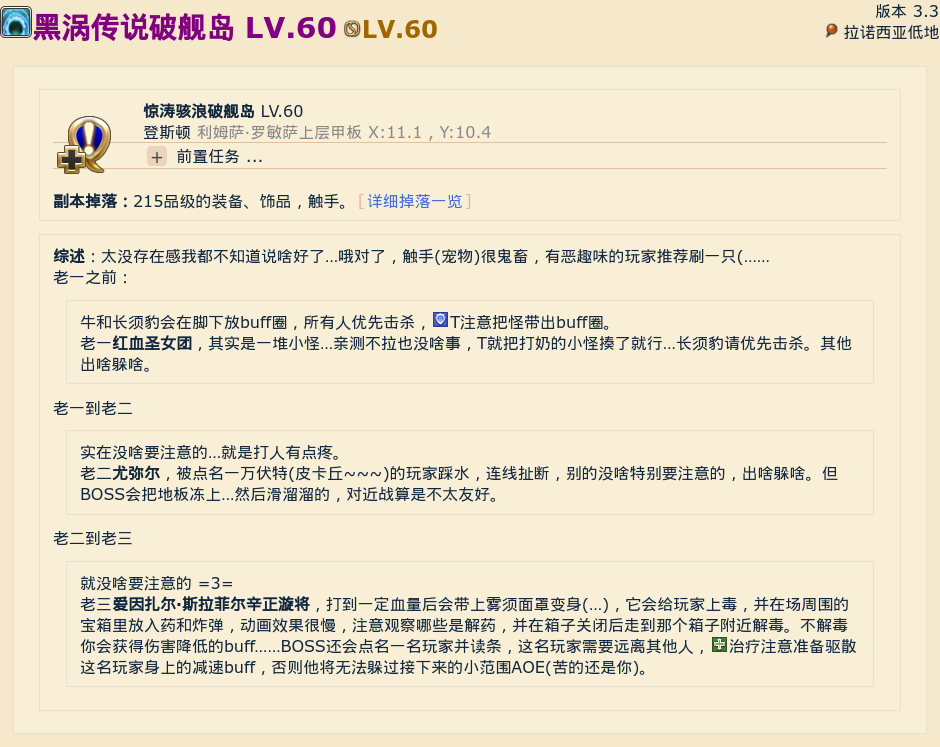 黑涡传说破舰岛 LV.60 LV.60
版本 3.3
拉诺西亚低地
惊涛骇浪破舰岛 LV.60
登斯顿 利姆萨·罗敏萨上层甲板 X:11.1 , Y:10.4
+ 前置任务 ...
副本掉落：215品级的装备、饰品，触手。 [ 详细掉落一览 ]
综述：太没存在感我都不知道说啥好了...哦对了，触手(宠物)很鬼畜，有恶趣味的玩家推荐刷一只(......
老一之前：
牛和长须豹会在脚下放buff圈，所有人优先击杀，T注意把怪带出buff圈。
老一红血圣女团，其实是一堆小怪...亲测不拉也没啥事，T就把打奶的小怪揍了就行...长须豹请优先击杀。其他
出啥躲啥。
老一到老二
实在没啥要注意的...就是打人有点疼。
老二尤弥尔，被点名一万伏特(皮卡丘~~~)的玩家踩水，连线扯断，别的没啥特别要注意的，出啥躲啥。但
BOSS会把地板冻上...然后滑溜溜的，对近战算是不太友好。
老二到老三
就没啥要注意的 =3=
老三爱因扎尔·斯拉菲尔辛正漩将，打到一定血量后会带上雾须面罩变身(...)，它会给玩家上毒，并在场周围的
宝箱里放入药和炸弹，动画效果很慢，注意观察哪些是解药，并在箱子关闭后走到那个箱子附近解毒。不解毒
你会获得伤害降低的buff......BOSS还会点名一名玩家并读条，这名玩家需要远离其他人，治疗注意准备驱散
这名玩家身上的减速buff，否则他将无法躲过接下来的小范围AOE(苦的还是你)。